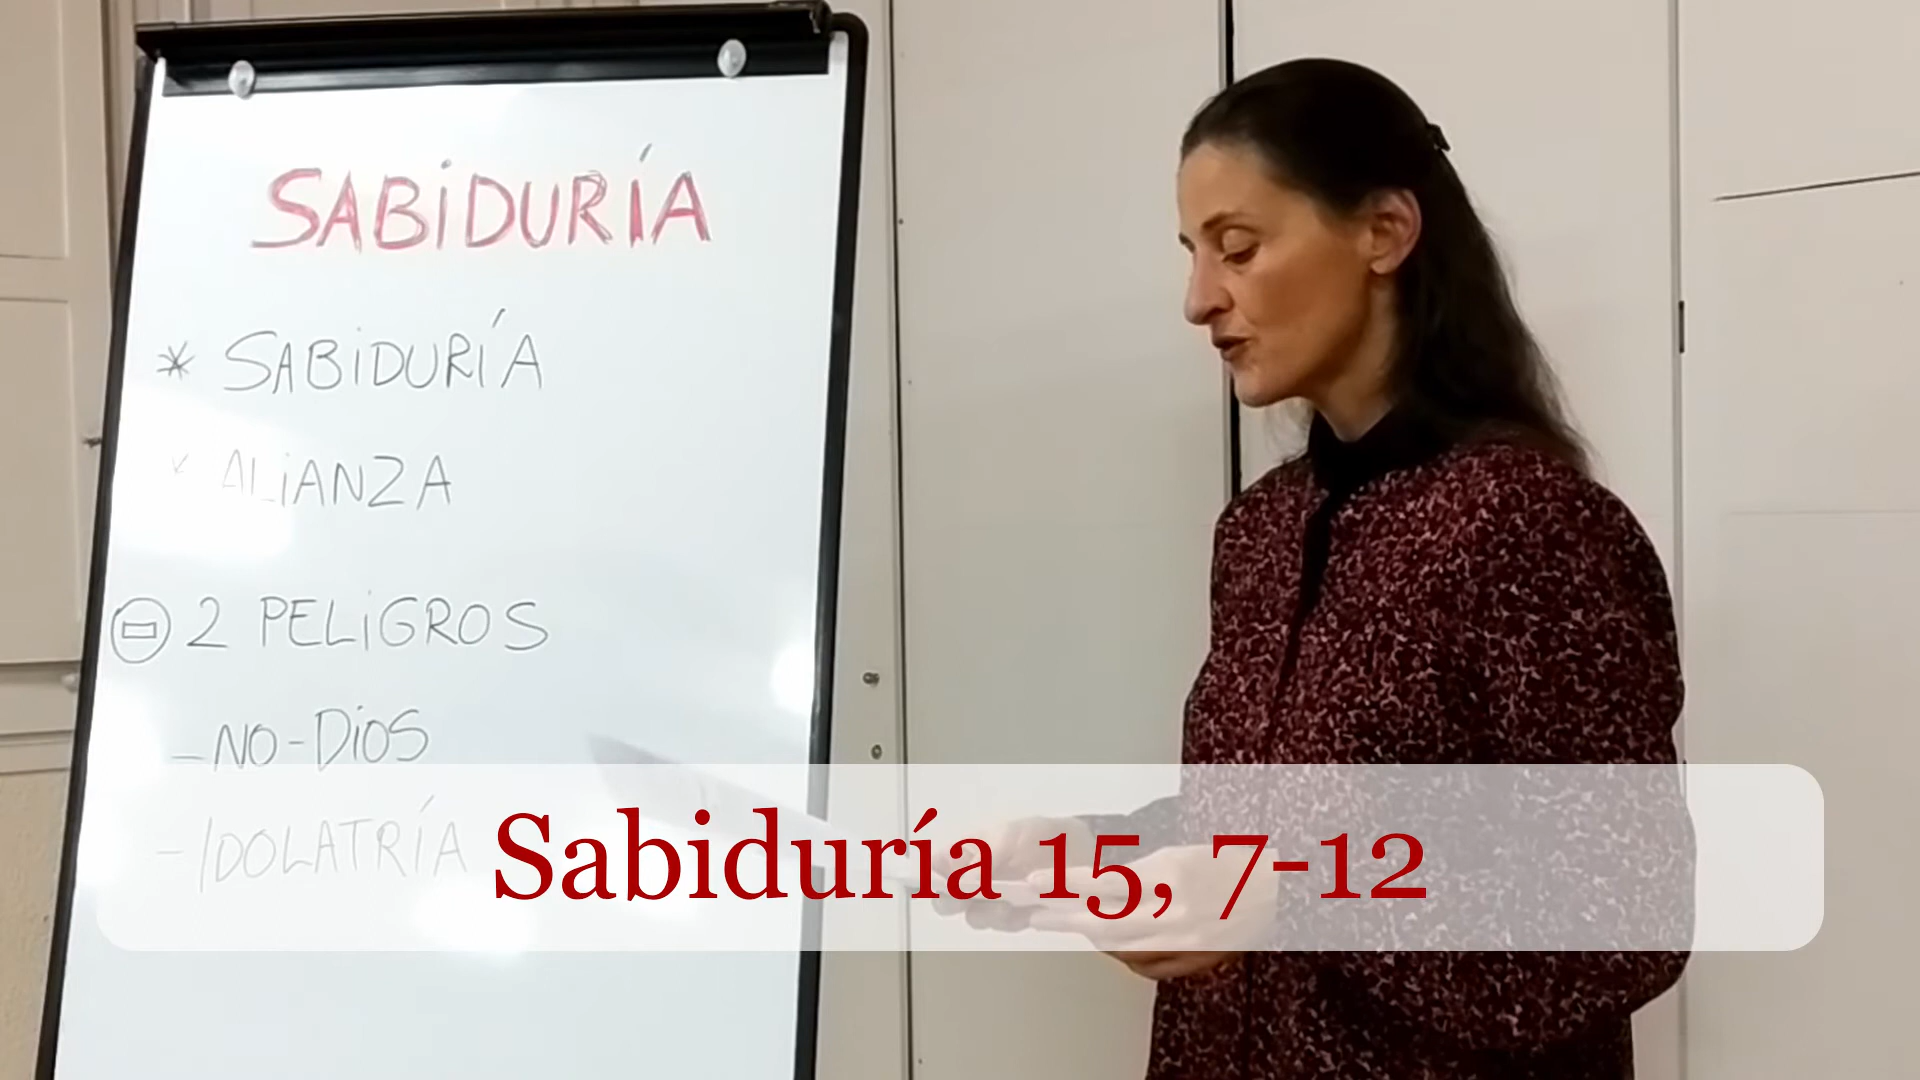 SABiDURÍA
* SABiDURÍA
* ALiANZA
⊖ 2 PELiGROS
- NO-DiOS
- IDOLATRÍA
Sabiduría 15, 7-12